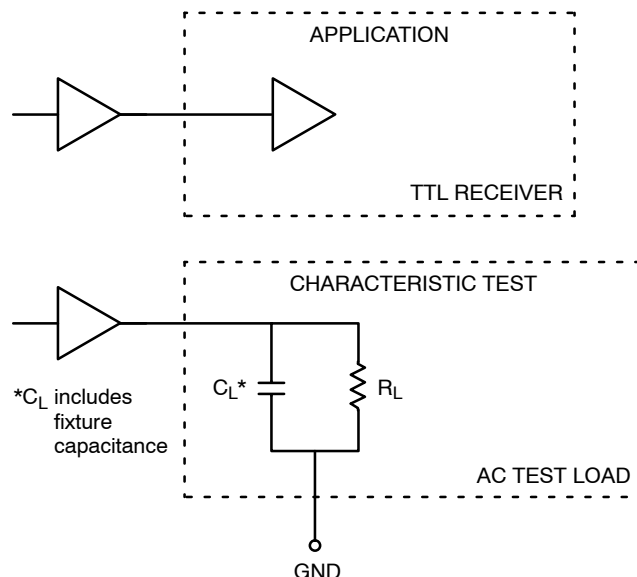 APPLICATION
TTL RECEIVER
CHARACTERISTIC TEST
*CL includes
fixture
capacitance
CL*
RL
AC TEST LOAD
GND